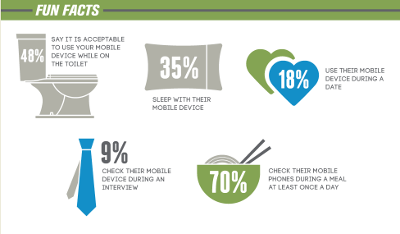 FUN FACTS
48%
SAY IT IS ACCEPTABLE
TO USE YOUR MOBILE
DEVICE WHILE ON
THE TOILET
35%
SLEEP WITH THEIR
MOBILE DEVICE
18%
USE THEIR MOBILE
DEVICE DURING A
DATE
9%
CHECK THEIR MOBILE
DEVICE DURING AN
INTERVIEW
70%
CHECK THEIR MOBILE
PHONES DURING A MEAL
AT LEAST ONCE A DAY